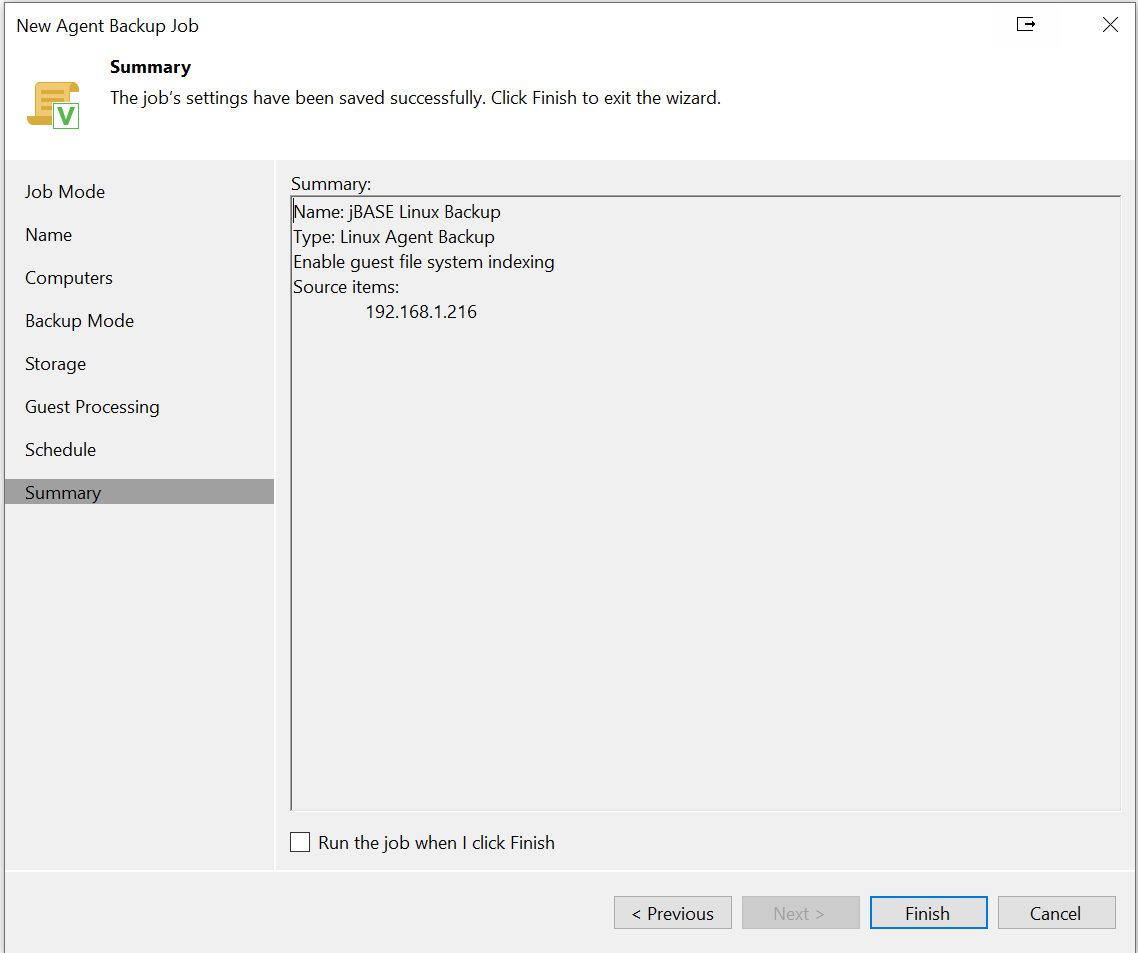 New Agent Backup Job
Summary
The job's settings have been saved successfully. Click Finish to exit the wizard.
V
Job Mode
Name
Computers
Backup Mode
Storage
Guest Processing
Schedule
Summary
Summary:
Name: jBASE Linux Backup
Type: Linux Agent Backup
Enable guest file system indexing
Source items:
192.168.1.216
Run the job when I click Finish
< Previous
Next >
Finish
Cancel